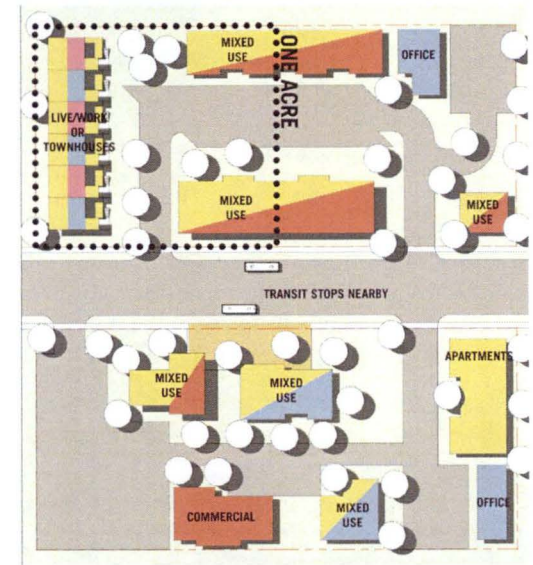 MIXED
USE
OFFICE
ONE ACRE
LIVE/WORK
OR
TOWNHOUSES
MIXED
USE
MIXED
USE
TRANSIT STOPS NEARBY
APARTMENTS
MIXED
USE
MIXED
USE
COMMERCIAL
MIXED
USE
OFFICE